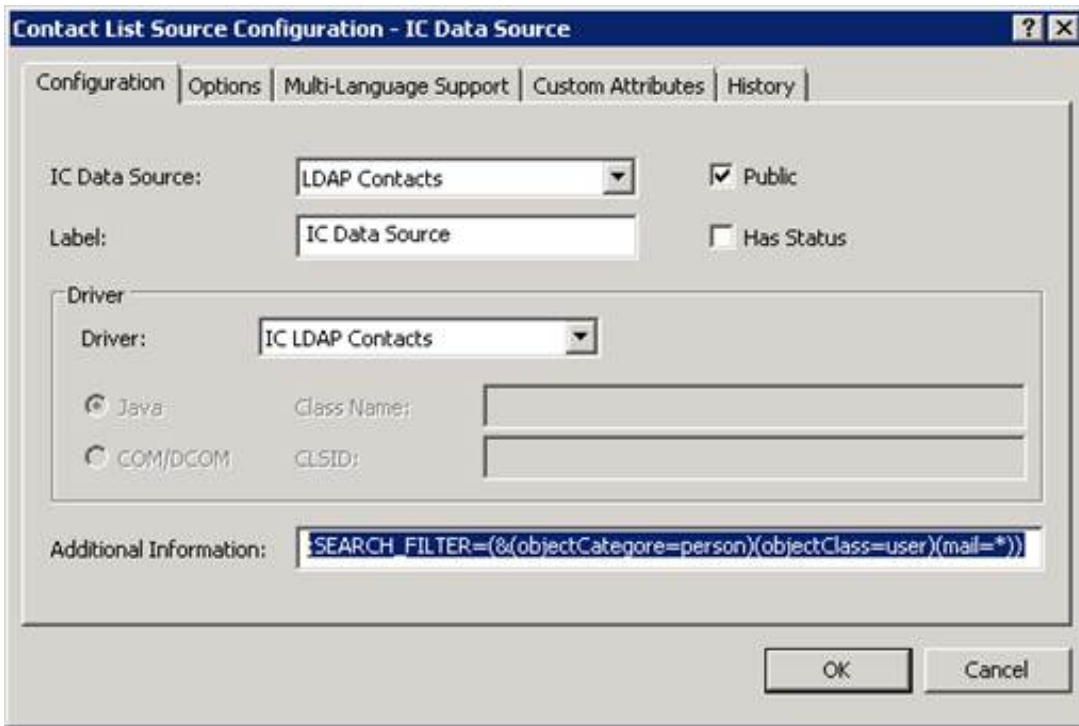 Contact List Source Configuration - IC Data Source
Configuration Options Multi-Language Support Custom Attributes History
IC Data Source: LDAP Contacts Public
Label: IC Data Source Has Status
Driver
Driver: IC LDAP Contacts
Java Class Name:
COM/DCOM CLSID:
Additional Information: ;SEARCH_FILTER=(&(objectCategore=person)(objectClass=user)(mail=*))
OK Cancel